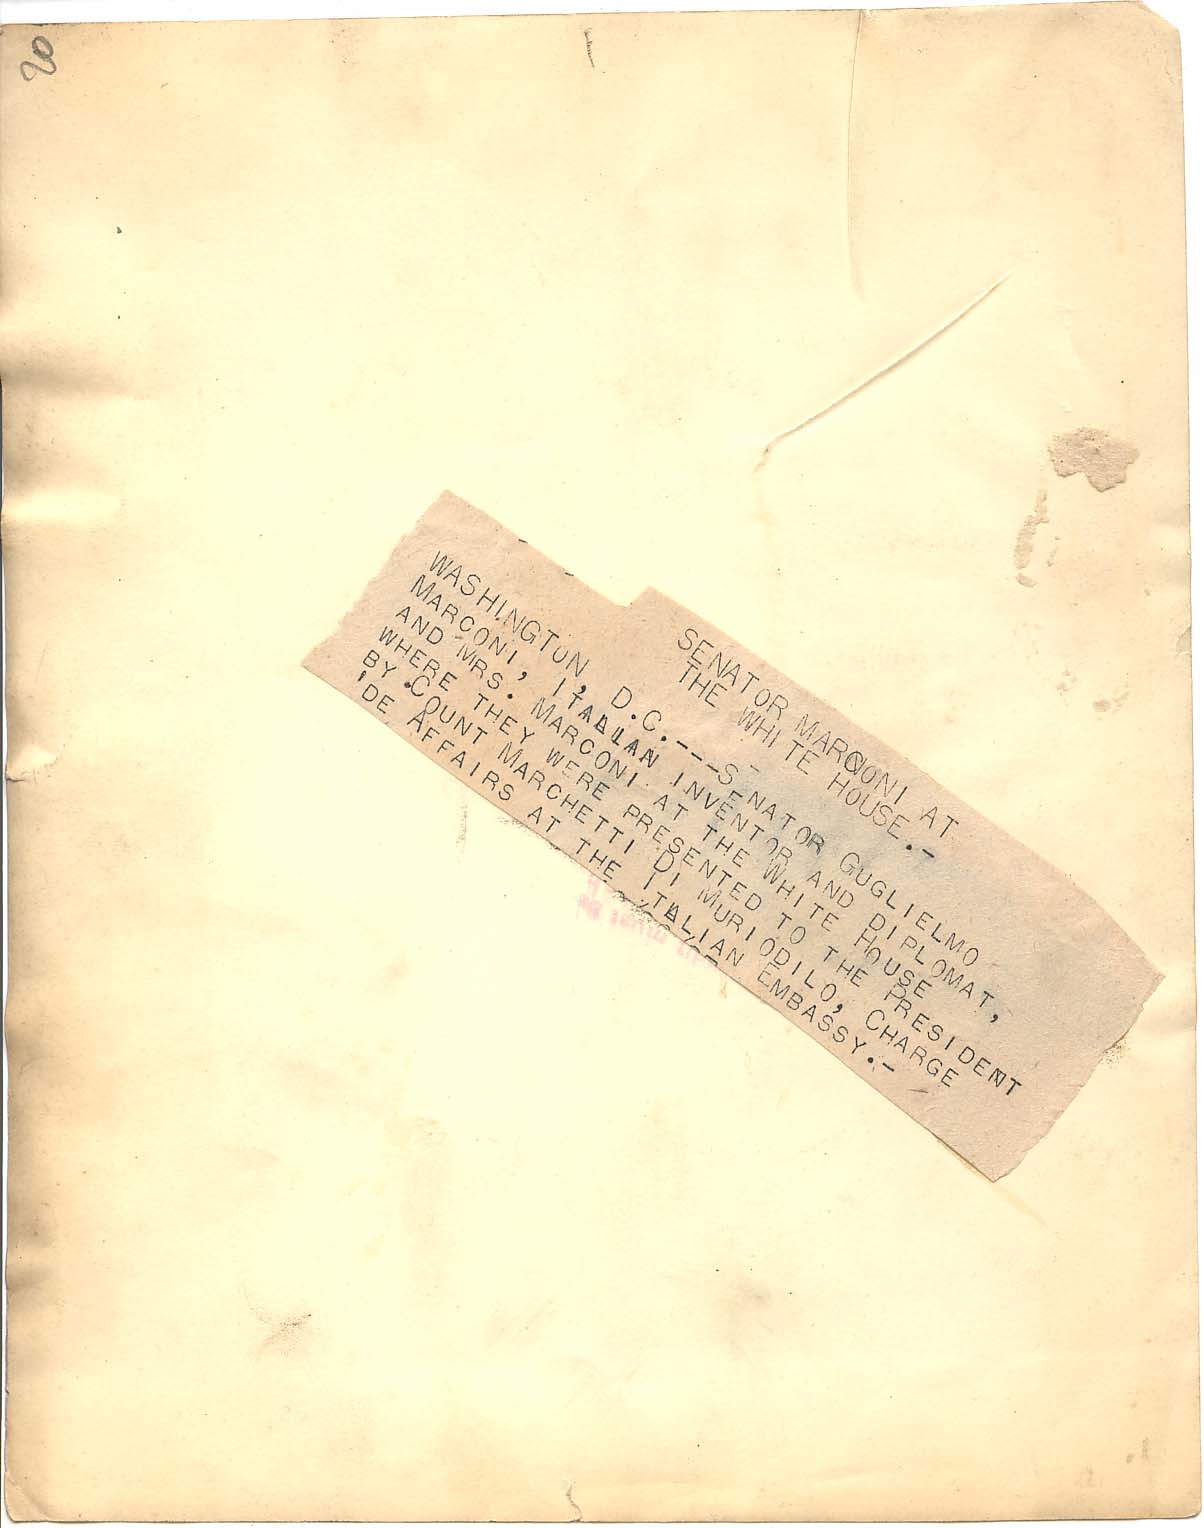 20
SENATOR MARCONI AT
THE WHITE HOUSE.-
WASHINGTON, D.C.---SENATOR GUGLIELMO
MARCONI, ITALIAN INVENTOR AND DIPLOMAT,
AND MRS. MARCONI AT THE WHITE HOUSE
WHERE THEY WERE PRESENTED TO THE PRESIDENT
BY COUNT MARCHETTI DI MURIODILO, CHARGE
'DE AFFAIRS AT THE ITALIAN EMBASSY.-